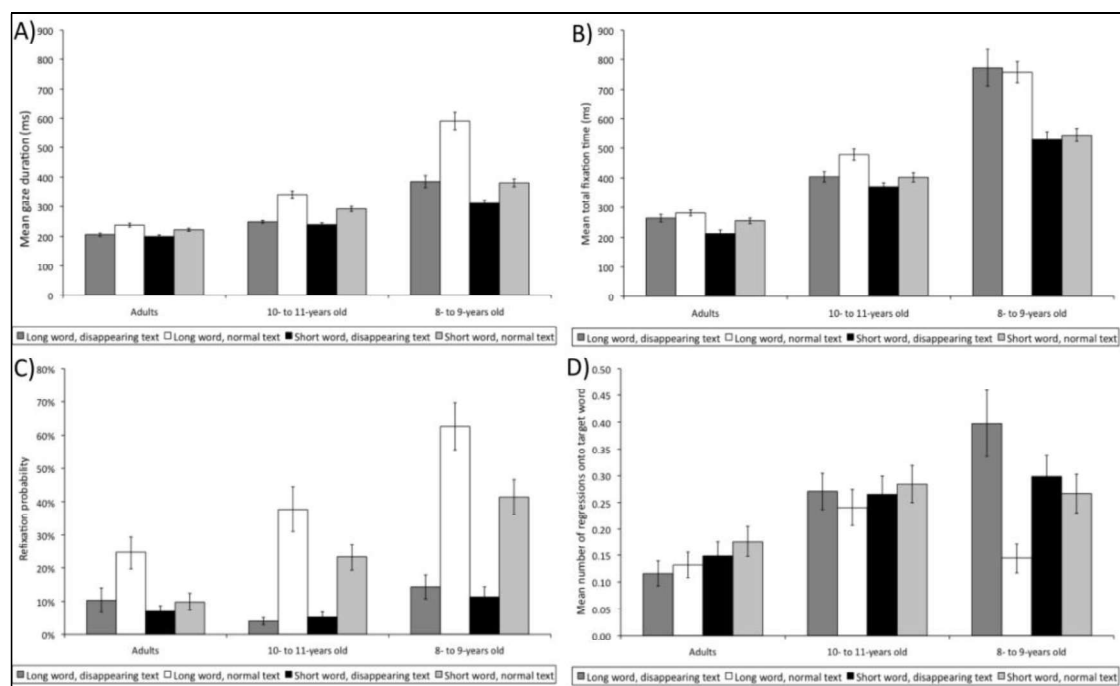 A)
Mean gaze duration (ms)
900
800
700
600
500
400
300
200
100
0
Adults
10- to 11-years old
8- to 9-years old
Long word, disappearing text
Long word, normal text
Short word, disappearing text
Short word, normal text
B)
Mean total fixation time (ms)
900
800
700
600
500
400
300
200
100
0
Adults
10- to 11-years old
8- to 9-years old
Long word, disappearing text
Long word, normal text
Short word, disappearing text
Short word, normal text
C)
Refixation probability
80%
70%
60%
50%
40%
30%
20%
10%
0%
Adults
10- to 11-years old
8- to 9-years old
Long word, disappearing text
Long word, normal text
Short word, disappearing text
Short word, normal text
D)
Mean number of regressions onto target word
0.50
0.45
0.40
0.35
0.30
0.25
0.20
0.15
0.10
0.05
0.00
Adults
10- to 11-years old
8- to 9-years old
Long word, disappearing text
Long word, normal text
Short word, disappearing text
Short word, normal text